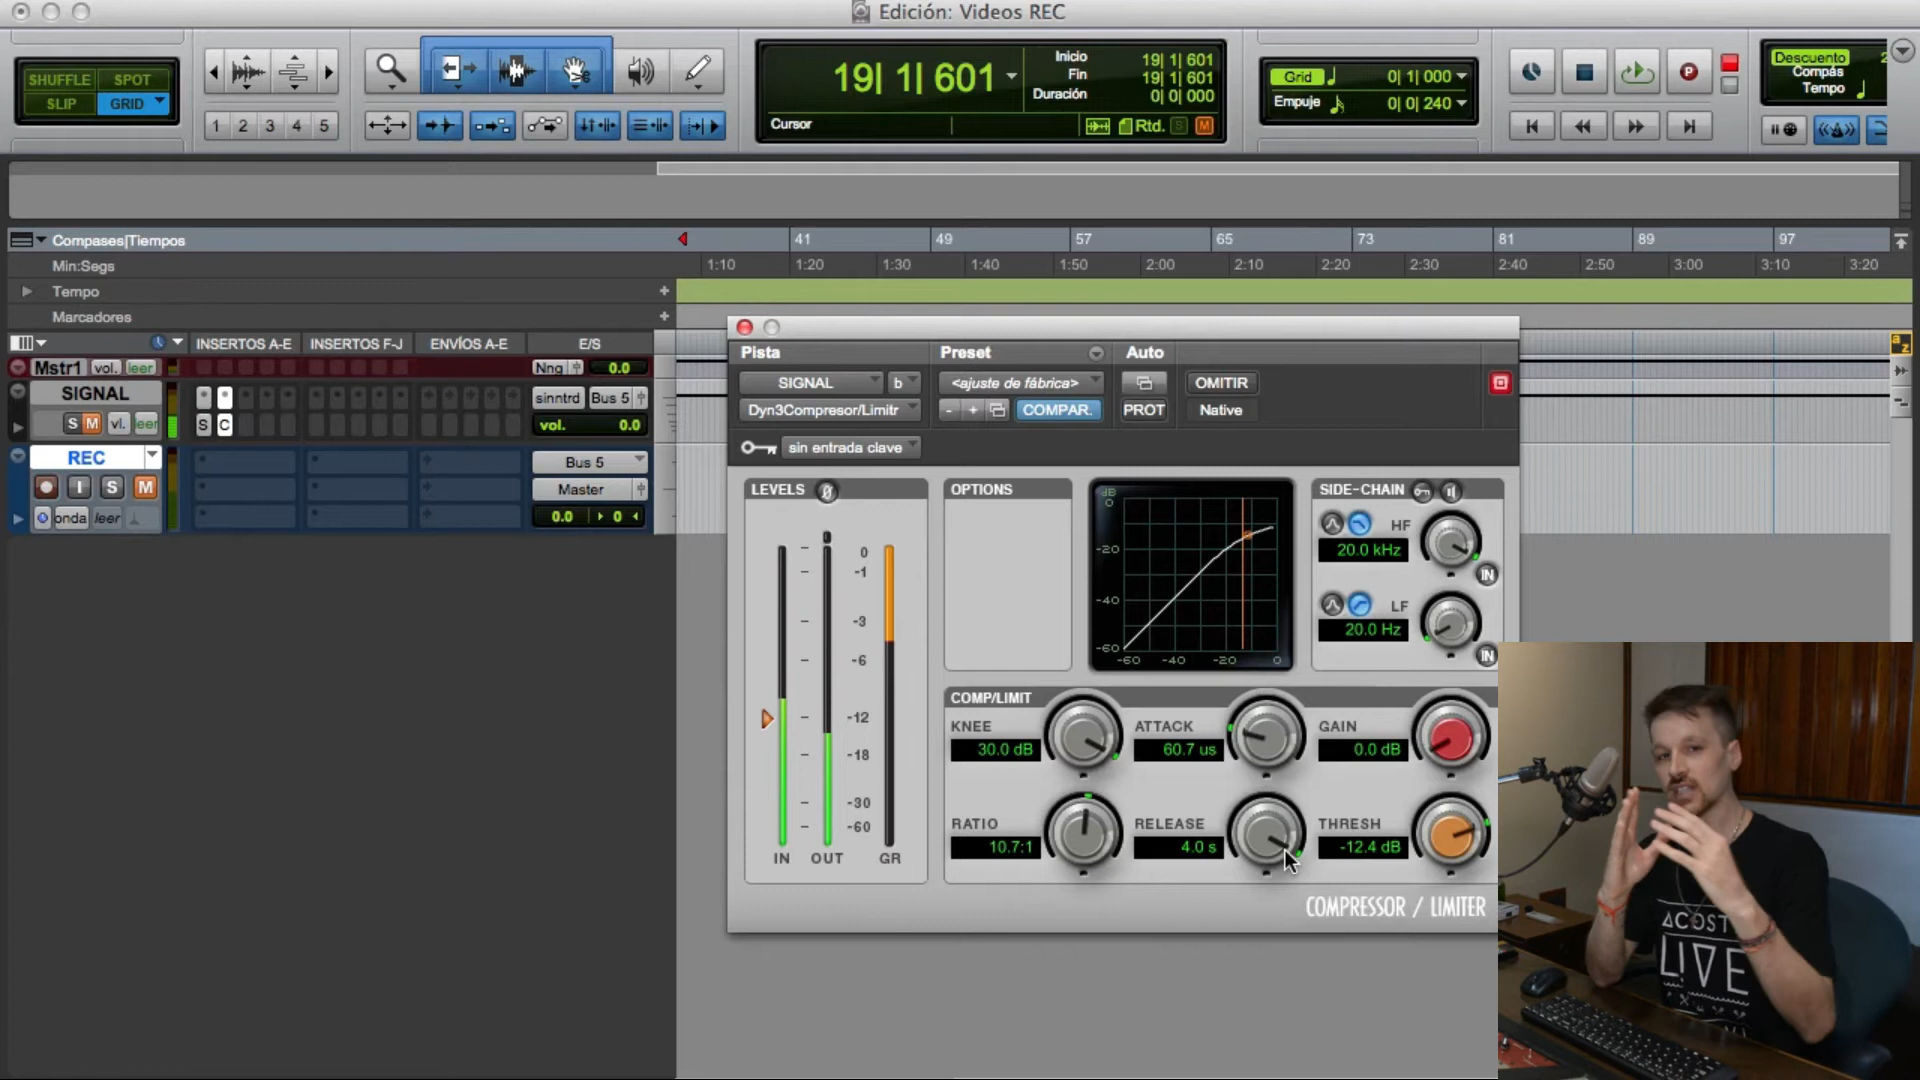 Edición: Videos REC
SHUFFLE SPOT
SLIP GRID
1 2 3 4 5
19| 1| 601
Inicio 19| 1| 601
Fin 19| 1| 601
Duración 0| 0| 000
Cursor
Rtd. S M
Grid 0| 1| 000
Empuje 0| 0| 240
P
Descuento 2
Compás
Tempo
Compases|Tiempos
41 49 57 65 73 81 89 97
Min:Segs
1:10 1:20 1:30 1:40 1:50 2:00 2:10 2:20 2:30 2:40 2:50 3:00 3:10 3:20
Tempo +
Marcadores +
INSERTOS A-E INSERTOS F-J ENVÍOS A-E E/S
a z
Mstr1 vol. leer Nng 0.0
SIGNAL
sinntrd Bus 5
S M vl. leer S C vol. 0.0
REC
Bus 5
I S M Master
onda leer 0.0 0
Pista Preset Auto
SIGNAL b <ajuste de fábrica> OMITIR
Dyn3Compresor/Limitr - + COMPAR. PROT Native
sin entrada clave
LEVELS Ø
0
-1
-3
-6
-12
-18
-30
-60
IN OUT GR
OPTIONS
dB
0
-20
-40
-60
-60 -40 -20 0
SIDE-CHAIN
HF
20.0 kHz
IN
LF
20.0 Hz
IN
COMP/LIMIT
KNEE ATTACK GAIN
30.0 dB 60.7 us 0.0 dB
RATIO RELEASE THRESH
10.7:1 4.0 s -12.4 dB
COMPRESSOR / LIMITER
ACOST
LIVE